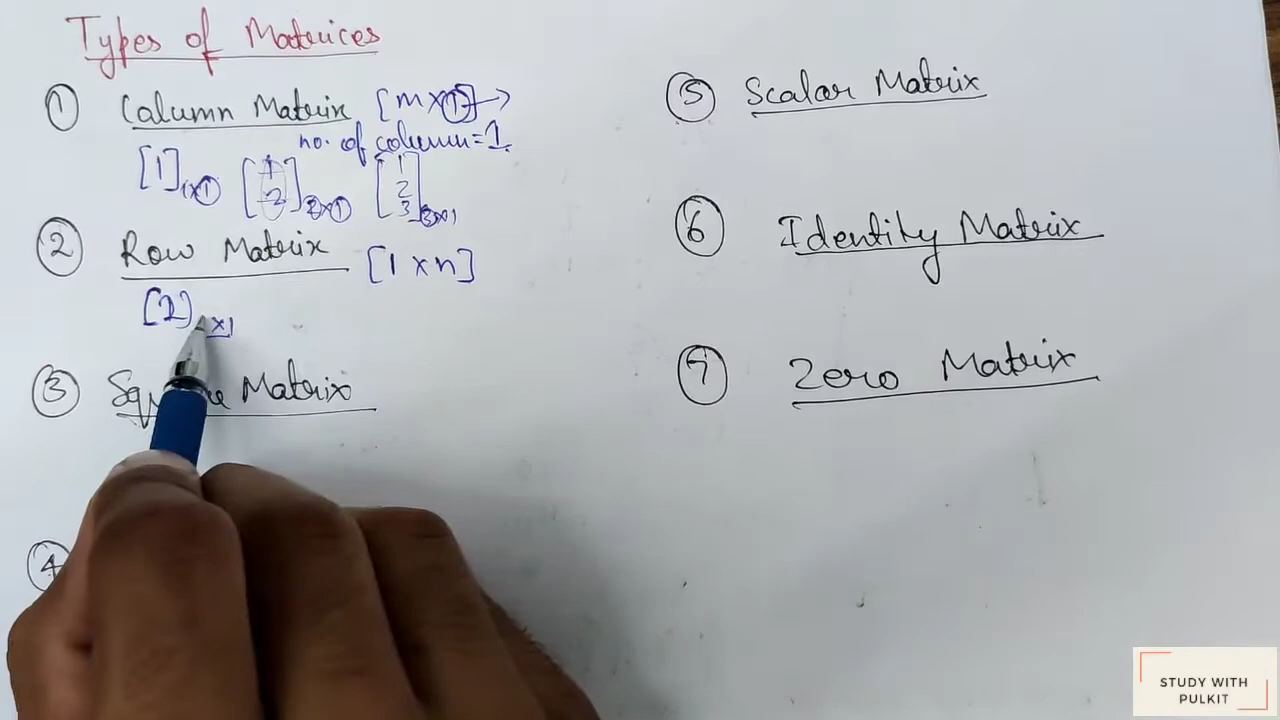 Types of Matrices
① Column Matrix [m×①]→
no. of column=1.
[1]1×① [1 2]2×① [1 2 3]3×1
② Row Matrix [1×n]
[2] ×1
③ Matrix
④
⑤ Scalar Matrix
⑥ Identity Matrix
⑦ Zero Matrix
STUDY WITH
PULKIT